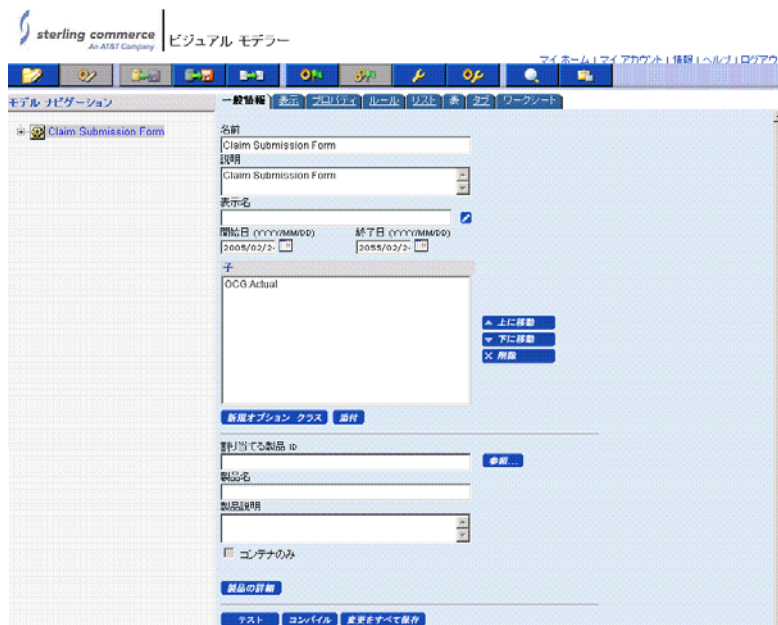 sterling commerce
An AT&T Company
ビジュアル モデラー
マイ ホーム | マイ アカウント | 情報 | ヘルプ | ログアウ
モデル ナビゲーション
一般情報 表示 プロパティ ルール リスト 表 タブ ワークシート
Claim Submission Form
名前
Claim Submission Form
説明
Claim Submission Form
表示名
開始日 (YYYY/MM/DD) 終了日 (YYYY/MM/DD)
2005/02/2 2055/02/2
子
OCG.Actual
上に移動
下に移動
削除
新規オプション クラス 添付
割り当てる製品 ID
参照...
製品名
製品説明
コンテナのみ
製品の詳細
テスト コンパイル 変更をすべて保存